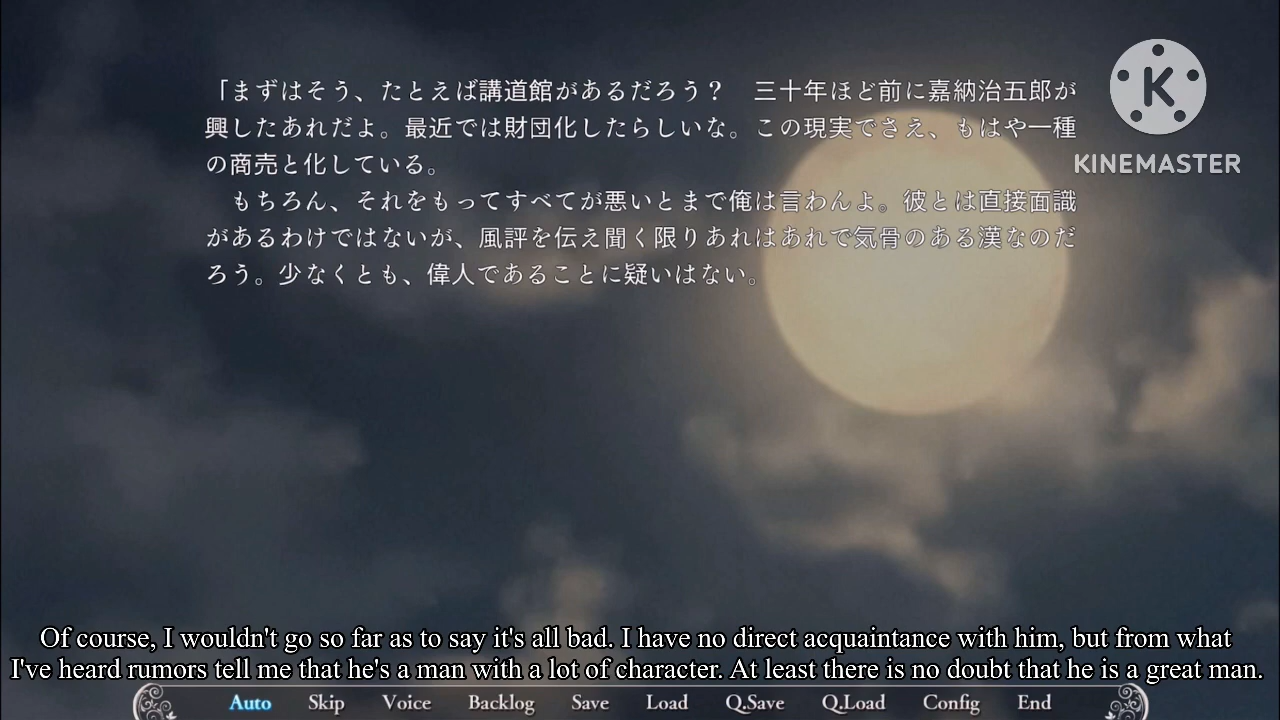 「まずはそう、たとえば講道館があるだろう？　三十年ほど前に嘉納治五郎が
興したあれだよ。最近では財団化したらしいな。この現実でさえ、もはや一種
の商売と化している。
　もちろん、それをもってすべてが悪いとまで俺は言わんよ。彼とは直接面識
があるわけではないが、風評を伝え聞く限りあれはあれで気骨のある漢なのだ
ろう。少なくとも、偉人であることに疑いはない。
K
KINEMASTER
Of course, I wouldn't go so far as to say it's all bad. I have no direct acquaintance with him, but from what
I've heard rumors tell me that he's a man with a lot of character. At least there is no doubt that he is a great man.
Auto Skip Voice Backlog Save Load Q.Save Q.Load Config End